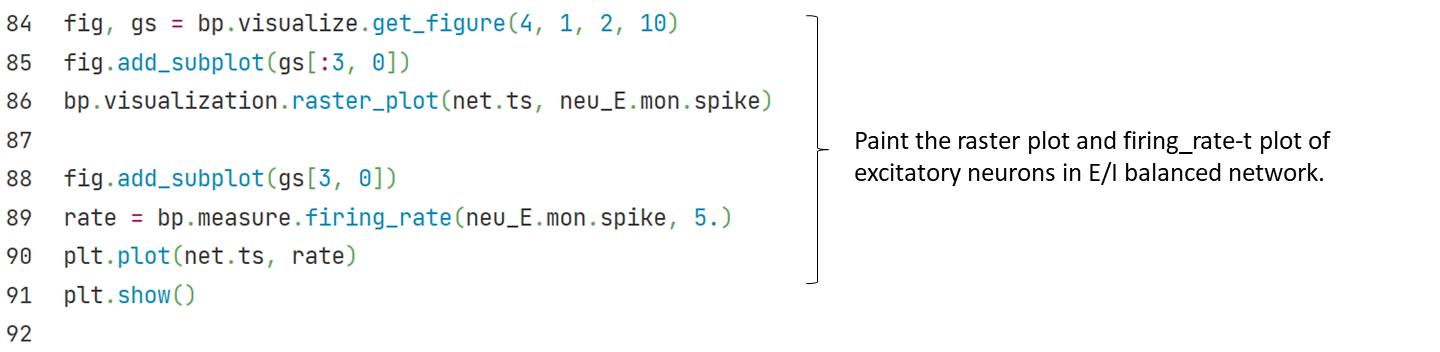 84 fig, gs = bp.visualize.get_figure(4, 1, 2, 10)
85 fig.add_subplot(gs[:3, 0])
86 bp.visualization.raster_plot(net.ts, neu_E.mon.spike)
87
88 fig.add_subplot(gs[3, 0])
89 rate = bp.measure.firing_rate(neu_E.mon.spike, 5.)
90 plt.plot(net.ts, rate)
91 plt.show()
92
Paint the raster plot and firing_rate-t plot of
excitatory neurons in E/I balanced network.